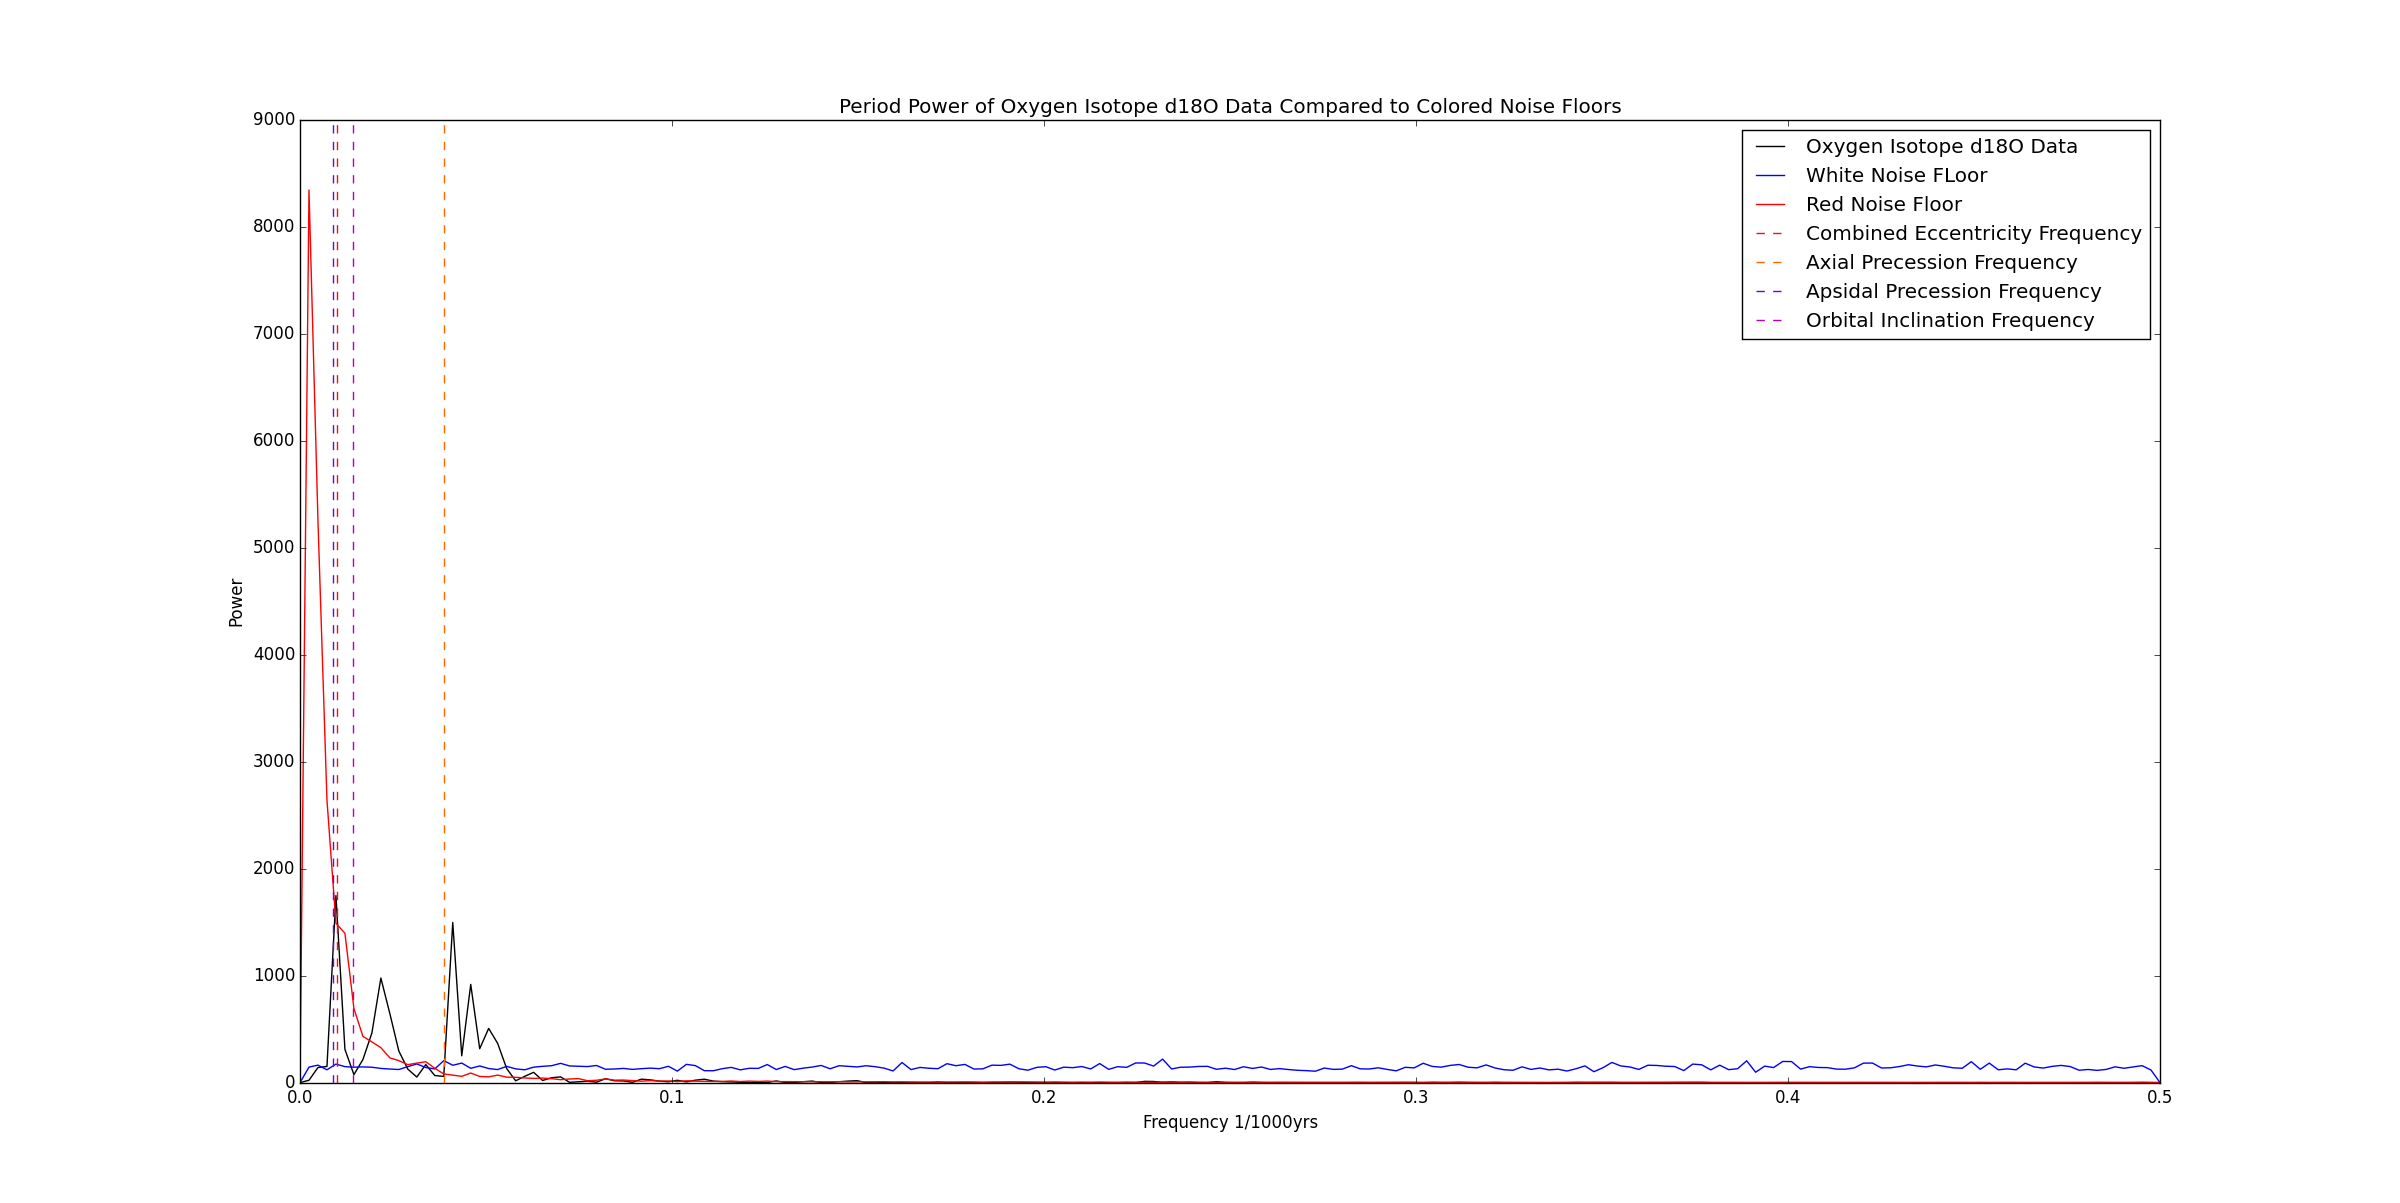 Period Power of Oxygen Isotope d18O Data Compared to Colored Noise Floors
9000
8000
7000
6000
5000
4000
3000
2000
1000
0
Power
Oxygen Isotope d18O Data
White Noise FLoor
Red Noise Floor
Combined Eccentricity Frequency
Axial Precession Frequency
Apsidal Precession Frequency
Orbital Inclination Frequency
0.0 0.1 0.2 0.3 0.4 0.5
Frequency 1/1000yrs